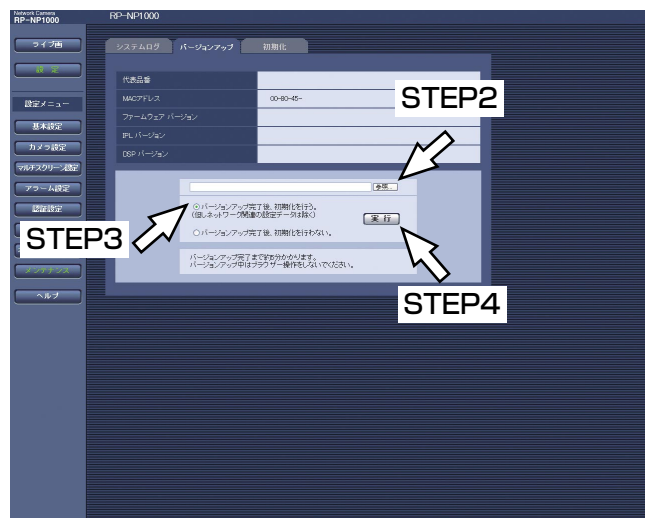 Network Camera
RP-NP1000
RP-NP1000
ライブ画
設 定
設定メニュー
基本設定
カメラ設定
マルチスクリーン設定
アラーム設定
認証設定
メンテナンス
ヘルプ
システムログ
バージョンアップ
初期化
代表品番
MACアドレス
00-80-45-
ファームウェア バージョン
IPL バージョン
DSP バージョン
STEP2
参照...
バージョンアップ完了後、初期化を行う。
(但しネットワーク関連の設定データは除く)
実 行
バージョンアップ完了後、初期化を行わない。
STEP3
バージョンアップ完了まで約5分かかります。
バージョンアップ中はブラウザー操作をしないでください。
STEP4